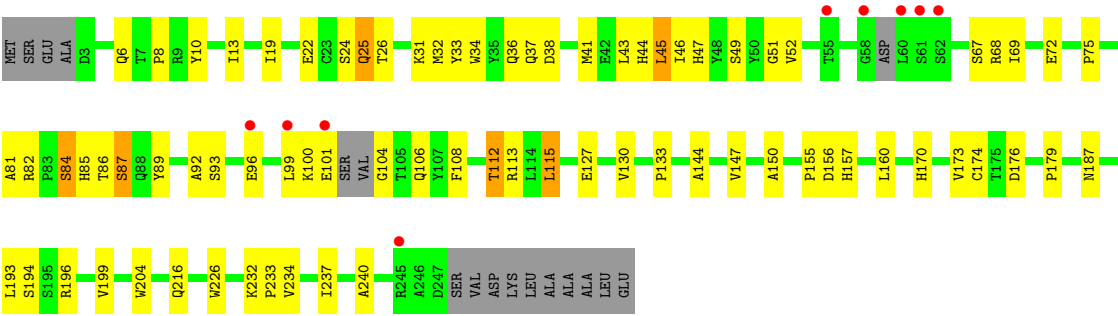 MET SER GLU ALA D3 Q6 T7 P8 R9 Y10 I13 I19 E22 C23 S24 Q25 T26 K31 M32 Y33 W34 Y35 Q36 Q37 D38 M41 E42 L43 H44 L45 I46 H47 Y48 S49 Y50 G51 V52 T55 G58 ASP L60 S61 S62 S67 R68 I69 E72 P75
A81 R82 P83 S84 H85 T86 S87 Q88 Y89 A92 S93 E96 L99 K100 E101 SER VAL G104 T105 Q106 Y107 F108 T112 R113 L114 L115 E127 V130 P133 A144 V147 A150 P155 D156 H157 L160 H170 V173 C174 T175 D176 P179 N187
L193 S194 S195 R196 V199 W204 Q216 W226 K232 P233 V234 I237 A240 R245 A246 D247 SER VAL ASP LYS LEU ALA ALA ALA LEU GLU